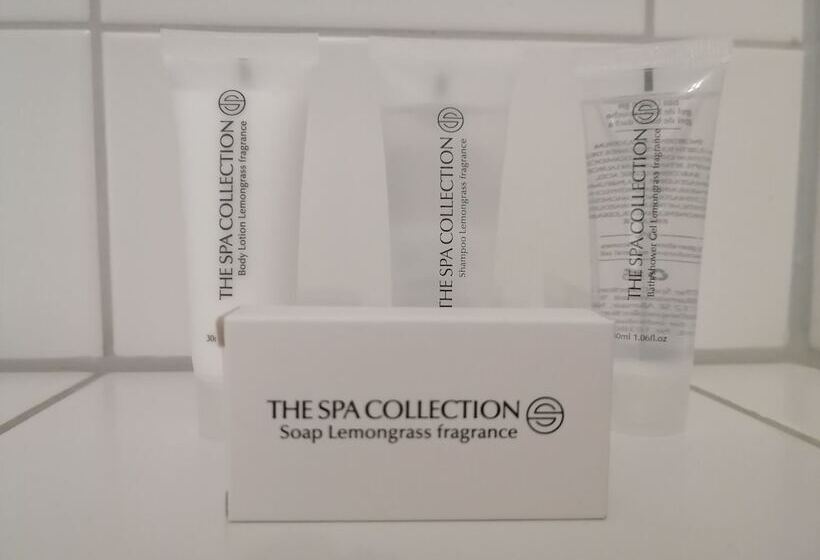 THE SPA COLLECTION
Body Lotion Lemongrass fragrance
THE SPA COLLECTION
Shampoo Lemongrass fragrance
THE SPA COLLECTION
Bath&Shower Gel Lemongrass fragrance
1.06fl.oz
THE SPA COLLECTION
Soap Lemongrass fragrance